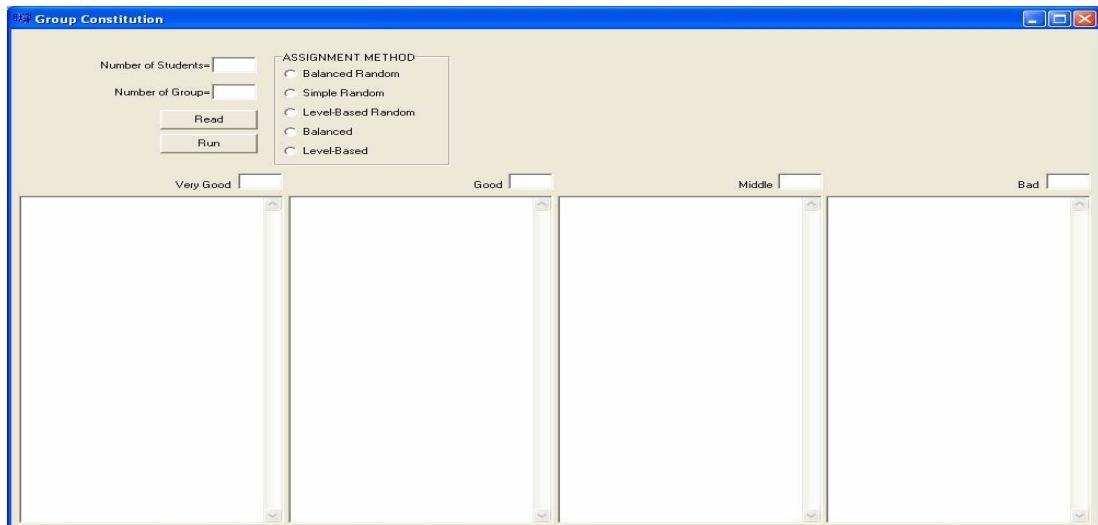 Group Constitution
Number of Students=
Number of Group=
Read
Run
ASSIGNMENT METHOD
Balanced Random
Simple Random
Level-Based Random
Balanced
Level-Based
Very Good
Good
Middle
Bad